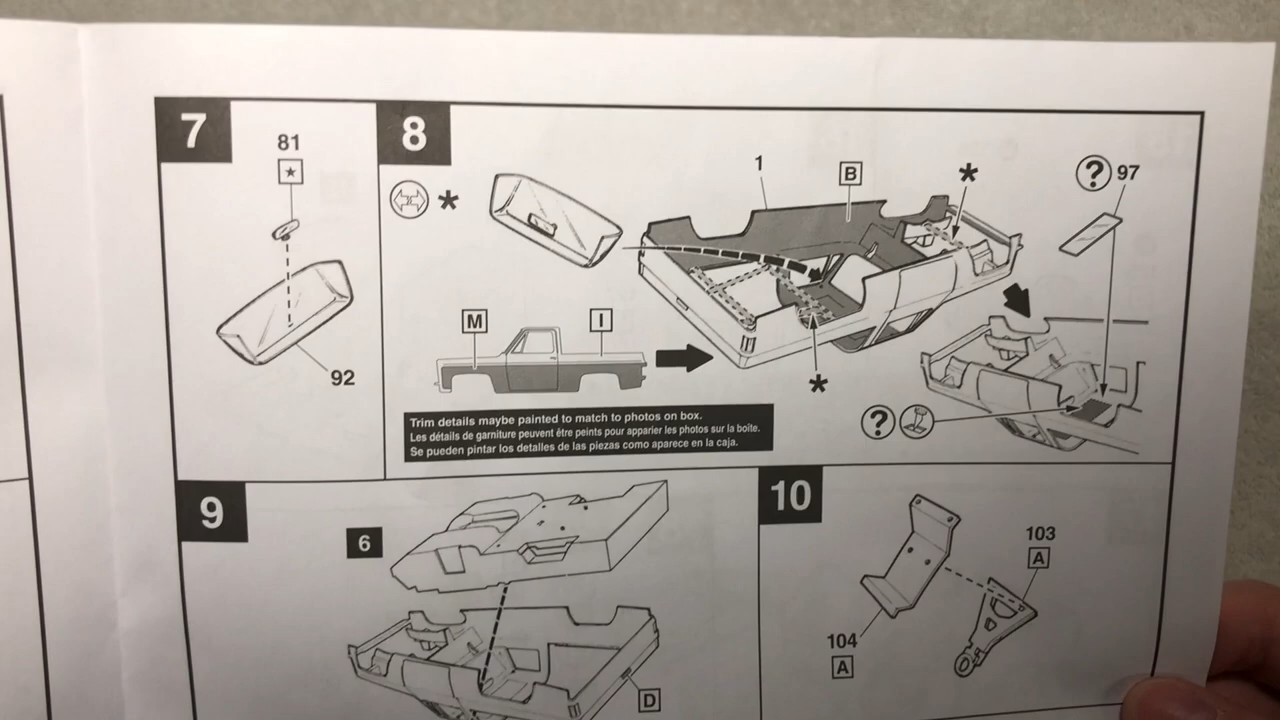 7
81
★
92
8
*
1
B
*
? 97
M
I
*
?
Trim details maybe painted to match to photos on box.
Les détails de garniture peuvent être peints pour apparier les photos sur la boîte.
Se pueden pintar los detalles de las piezas como aparece en la caja.
9
6
D
10
103
A
104
A